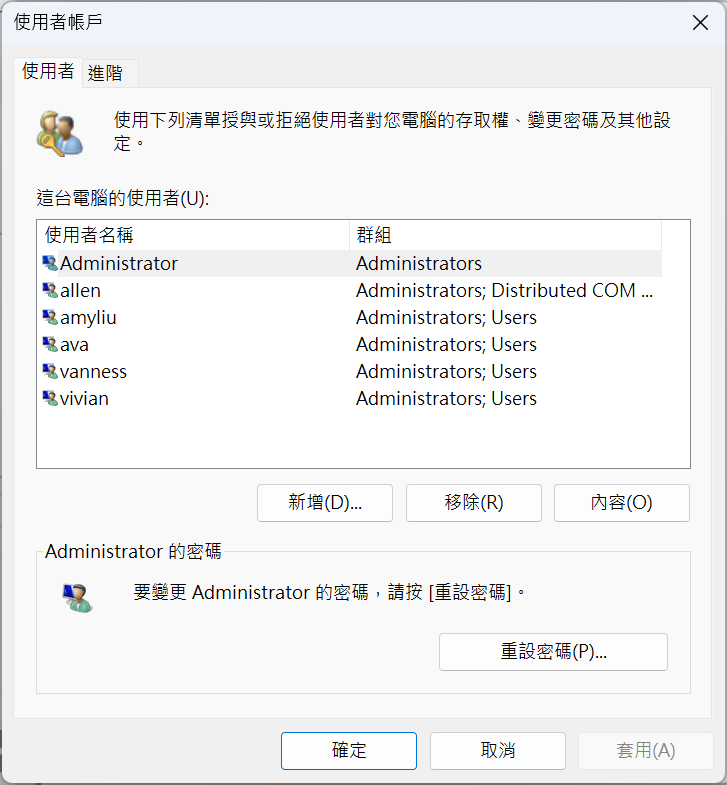 使用者帳戶
使用者
進階
使用下列清單授與或拒絕使用者對您電腦的存取權、變更密碼及其他設
定。
這台電腦的使用者(U):
使用者名稱 群組
Administrator Administrators
allen Administrators; Distributed COM ...
amyliu Administrators; Users
ava Administrators; Users
vanness Administrators; Users
vivian Administrators; Users
新增(D)... 移除(R) 內容(O)
Administrator 的密碼
要變更 Administrator 的密碼，請按 [重設密碼]。
重設密碼(P)...
確定 取消 套用(A)